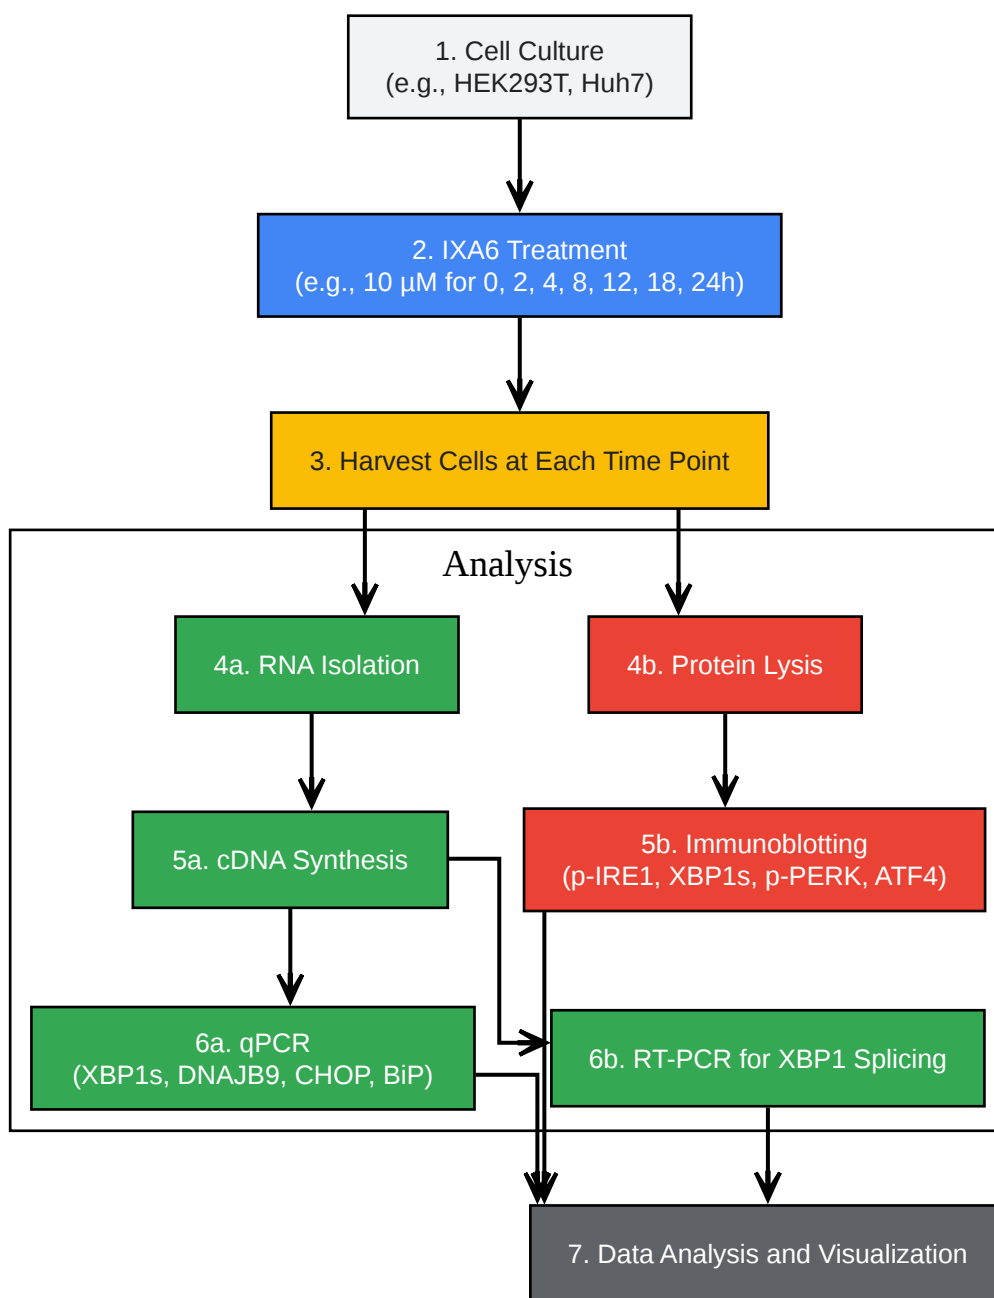 1. Cell Culture
(e.g., HEK293T, Huh7)
2. IXA6 Treatment
(e.g., 10 µM for 0, 2, 4, 8, 12, 18, 24h)
3. Harvest Cells at Each Time Point
Analysis
4a. RNA Isolation
4b. Protein Lysis
5a. cDNA Synthesis
5b. Immunoblotting
(p-IRE1, XBP1s, p-PERK, ATF4)
6a. qPCR
(XBP1s, DNAJB9, CHOP, BiP)
6b. RT-PCR for XBP1 Splicing
7. Data Analysis and Visualization